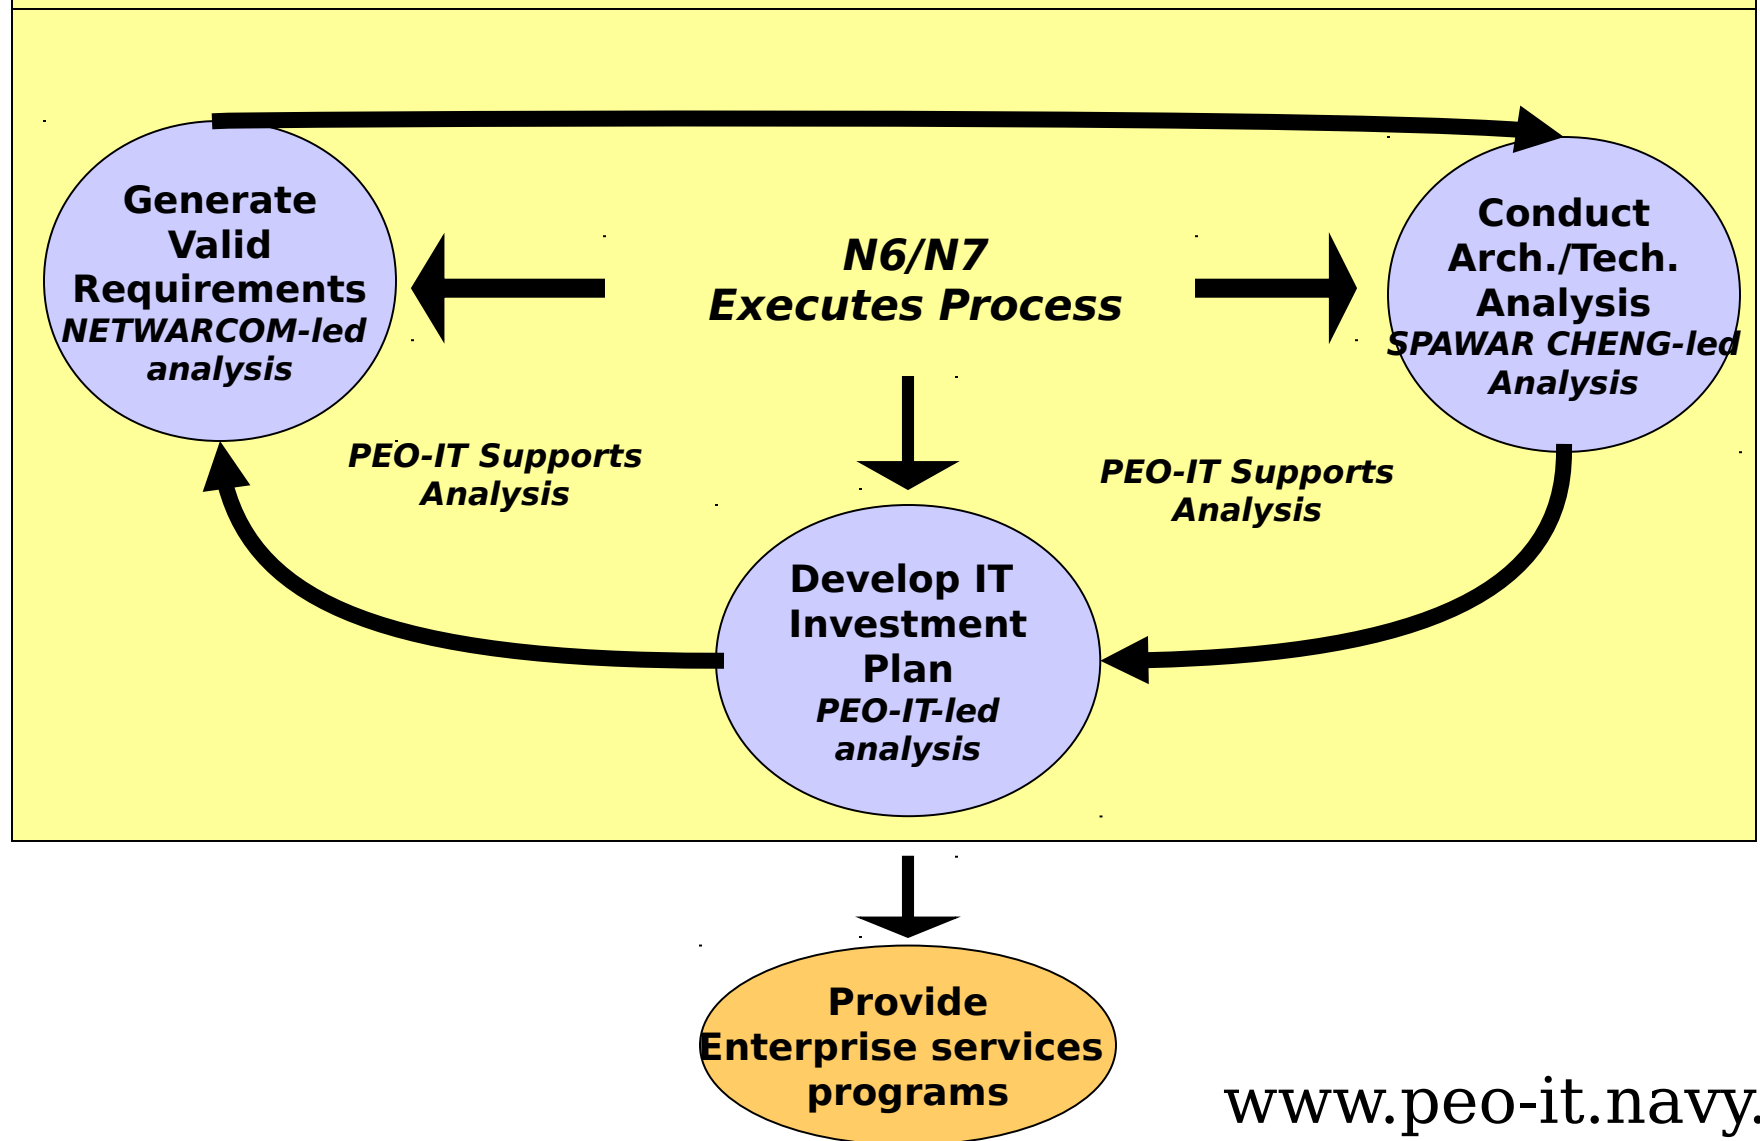 Generate
Valid
Requirements
NETWARCOM-led
analysis
N6/N7
Executes Process
Conduct
Arch./Tech.
Analysis
SPAWAR CHENG-led
Analysis
PEO-IT Supports
Analysis
PEO-IT Supports
Analysis
Develop IT
Investment
Plan
PEO-IT-led
analysis
Provide
Enterprise services
programs
www.peo-it.navy.